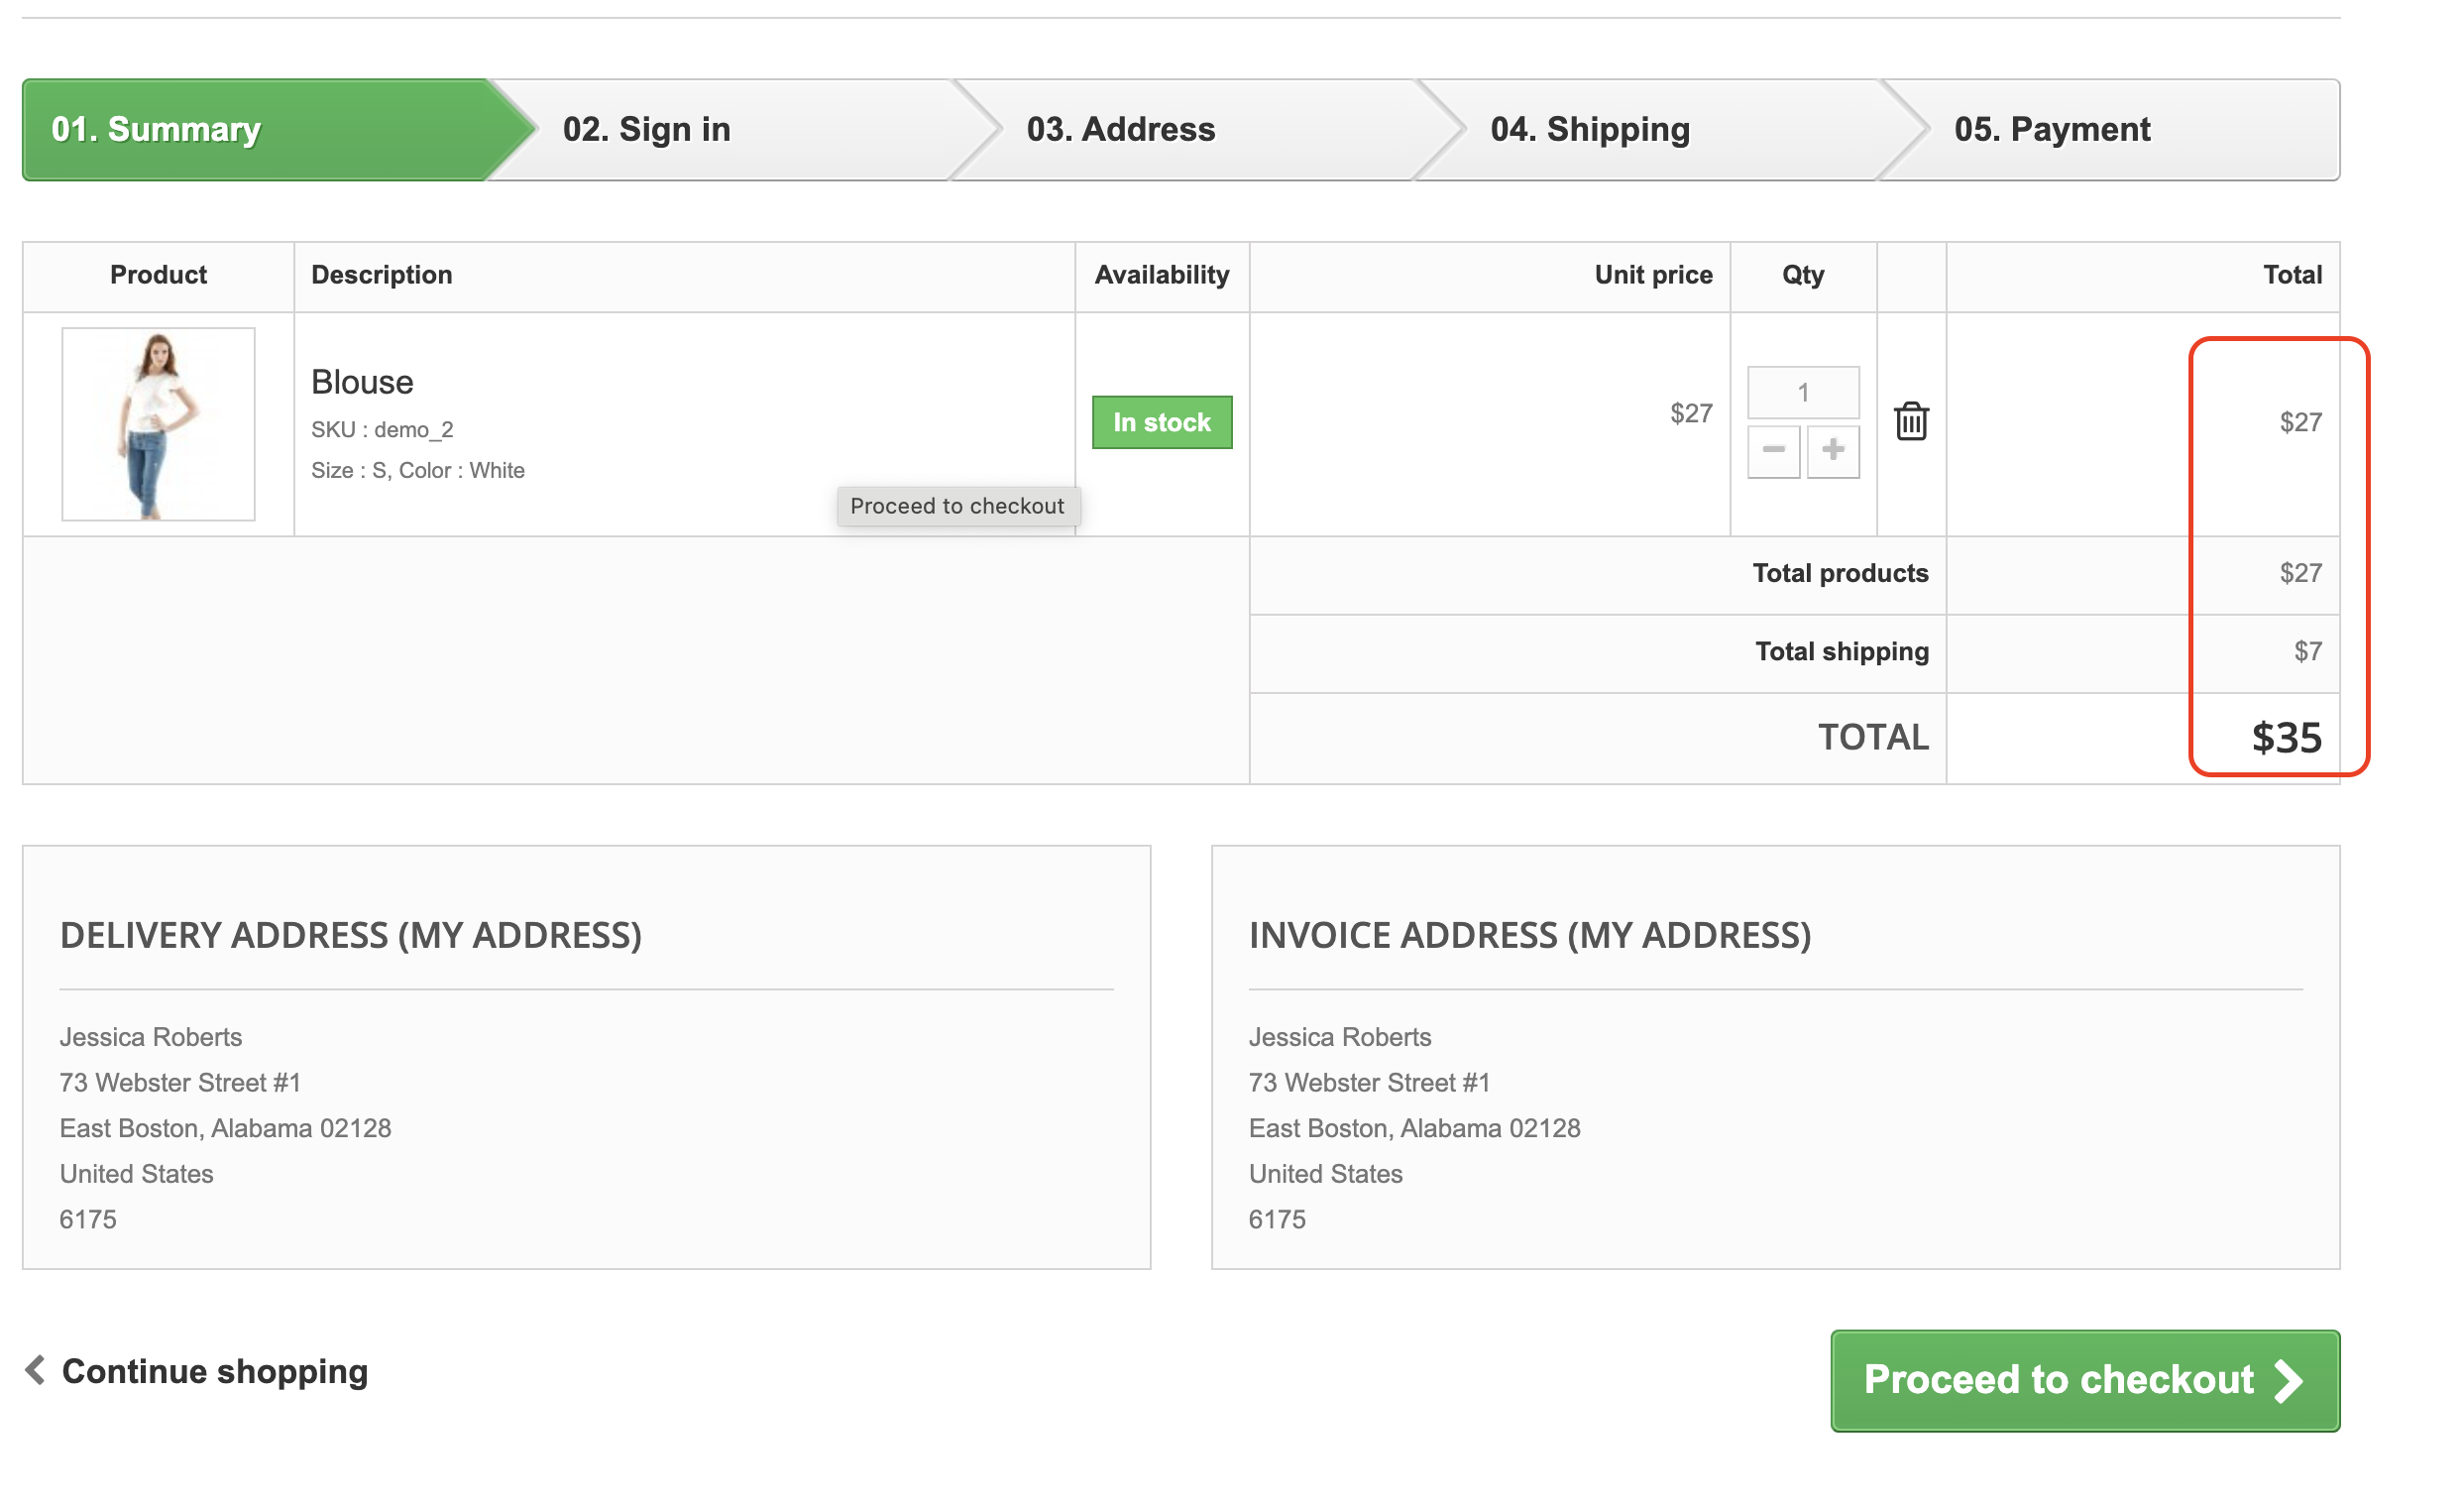 01. Summary
02. Sign in
03. Address
04. Shipping
05. Payment
Product
Description
Availability
Unit price
Qty
Total
Blouse
SKU : demo_2
Size : S, Color : White
In stock
$27
1
$27
Proceed to checkout
Total products
$27
Total shipping
$7
TOTAL
$35
DELIVERY ADDRESS (MY ADDRESS)
Jessica Roberts
73 Webster Street #1
East Boston, Alabama 02128
United States
6175
INVOICE ADDRESS (MY ADDRESS)
Jessica Roberts
73 Webster Street #1
East Boston, Alabama 02128
United States
6175
Continue shopping
Proceed to checkout